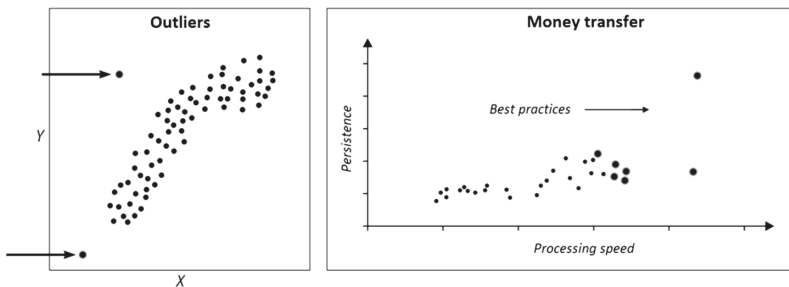 Outliers
Y
X
Money transfer
Best practices
Persistence
Processing speed